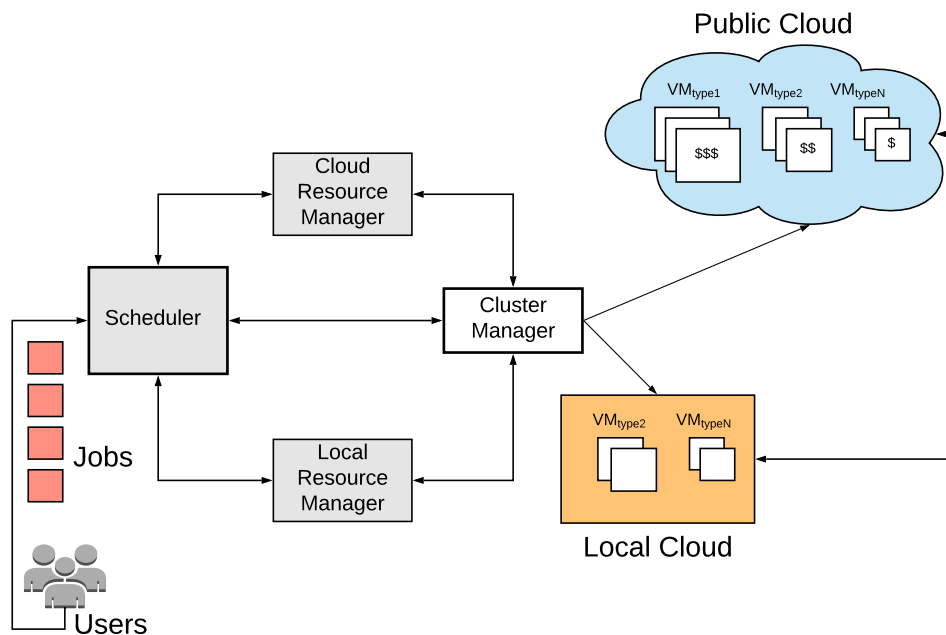 Public Cloud
VMtype1
VMtype2
VMtypeN
$$$
$$
$
Cloud
Resource
Manager
Scheduler
Cluster
Manager
Jobs
Local
Resource
Manager
VMtype2
VMtypeN
Local Cloud
Users